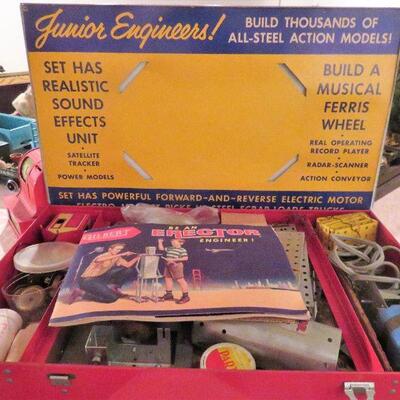 Junior Engineers!
BUILD THOUSANDS OF
ALL-STEEL ACTION MODELS!
SET HAS
REALISTIC
SOUND
EFFECTS
UNIT
• SATELLITE
TRACKER
•
POWER MODELS
BUILD A
MUSICAL
FERRIS
WHEEL
•
REAL OPERATING
RECORD PLAYER
•
RADAR-SCANNER
•
ACTION CONVEYOR
SET HAS POWERFUL FORWARD-AND-REVERSE ELECTRIC MOTOR
GILBERT
BE AN
ERECTOR
ENGINEER!
PARTS